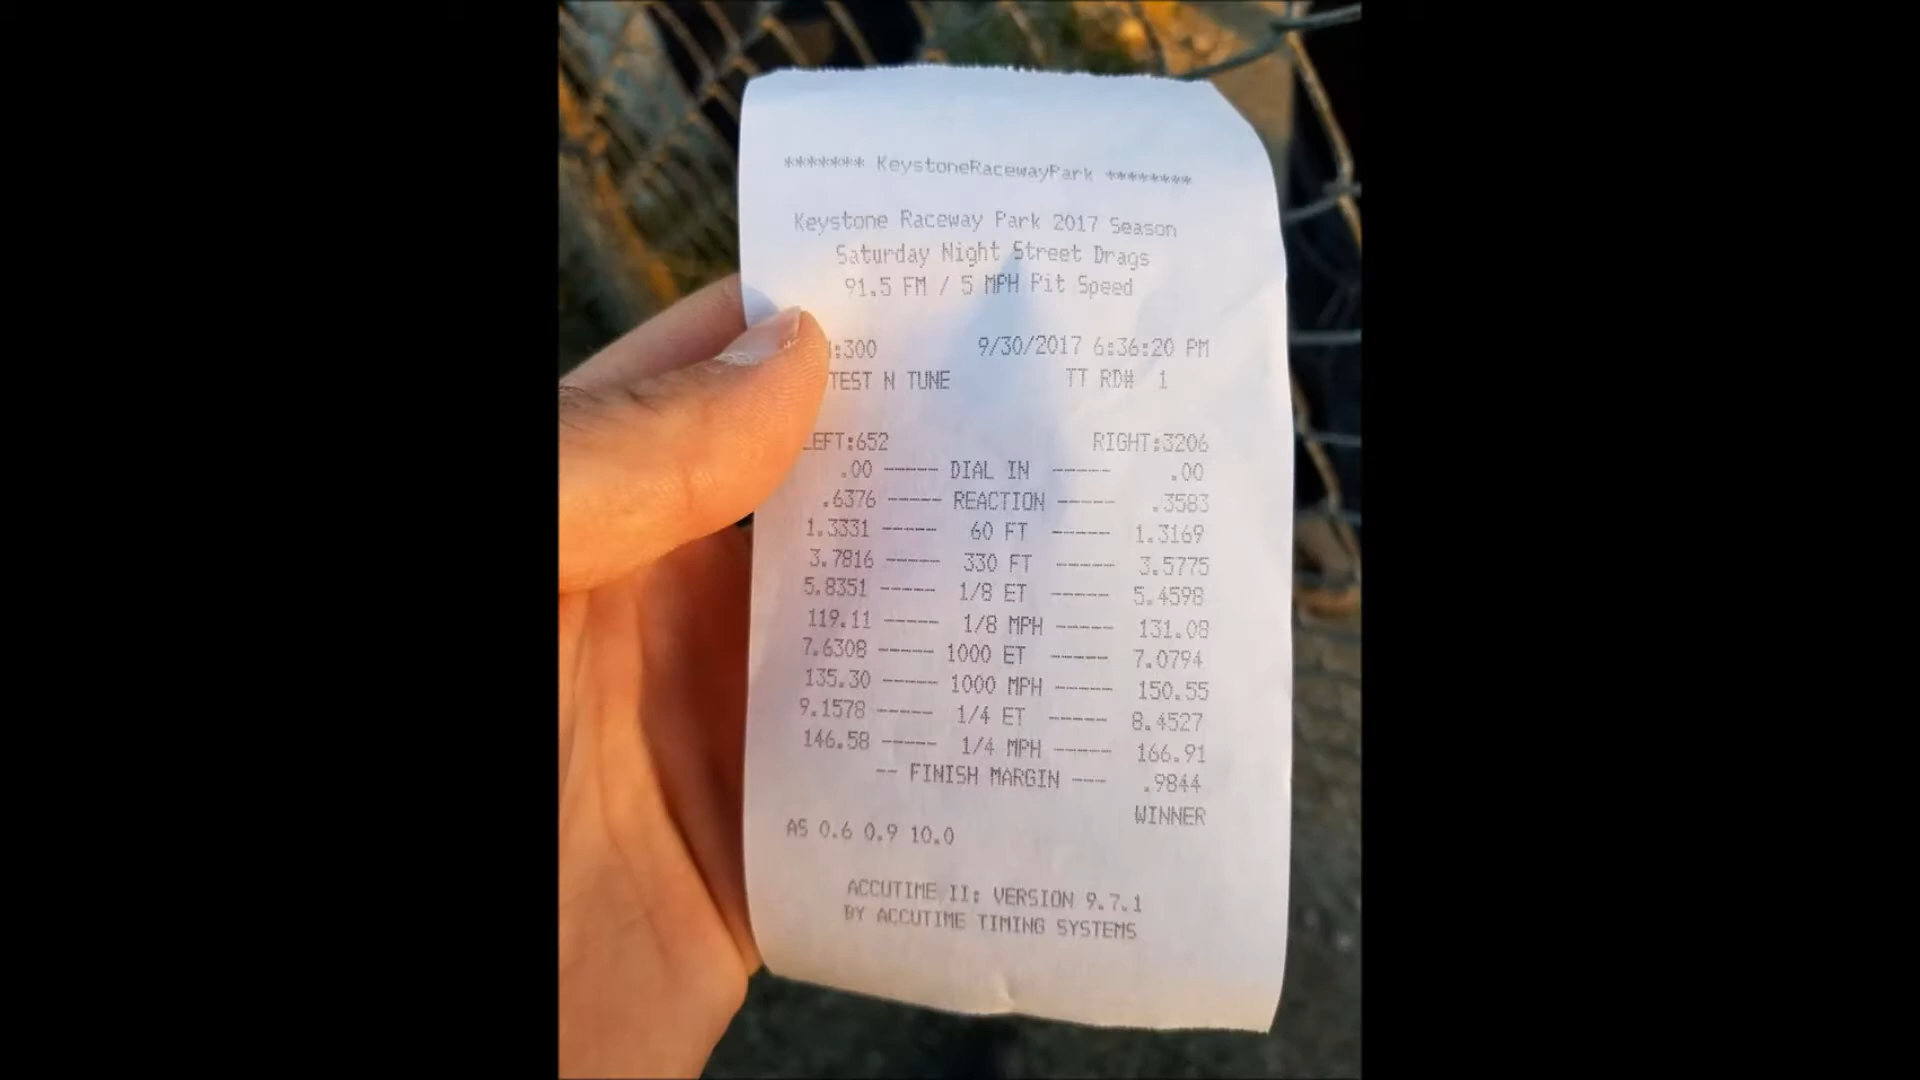 ******* KeystoneRacewayPark ********
Keystone Raceway Park 2017 Season
Saturday Night Street Drags
91.5 FM / 5 MPH Pit Speed
:300 9/30/2017 6:36:20 PM
TEST N TUNE TT RD# 1
LEFT:652 RIGHT:3206
.00 ----- DIAL IN ----- .00
.6376 ----- REACTION ----- .3583
1.3331 ----- 60 FT ----- 1.3169
3.7816 ----- 330 FT ----- 3.5775
5.8351 ----- 1/8 ET ----- 5.4598
119.11 ----- 1/8 MPH ----- 131.08
7.6308 ----- 1000 ET ----- 7.0794
135.30 ----- 1000 MPH ----- 150.55
9.1578 ----- 1/4 ET ----- 8.4527
146.58 ----- 1/4 MPH ----- 166.91
-- FINISH MARGIN --- .9844
WINNER
AS 0.6 0.9 10.0
ACCUTIME II: VERSION 9.7.1
BY ACCUTIME TIMING SYSTEMS